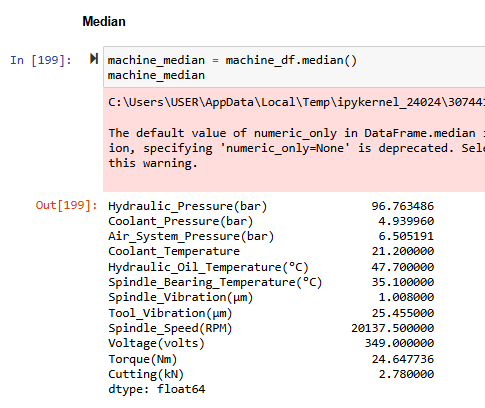 Median
In [199]: machine_median = machine_df.median()
machine_median
C:\Users\USER\AppData\Local\Temp\ipykernel_24024\30744
The default value of numeric_only in DataFrame.median i
ion, specifying 'numeric_only=None' is deprecated. Sele
this warning.
Out[199]: Hydraulic_Pressure(bar) 96.763486
Coolant_Pressure(bar) 4.939960
Air_System_Pressure(bar) 6.505191
Coolant_Temperature 21.200000
Hydraulic_Oil_Temperature(°C) 47.700000
Spindle_Bearing_Temperature(°C) 35.100000
Spindle_Vibration(µm) 1.008000
Tool_Vibration(µm) 25.455000
Spindle_Speed(RPM) 20137.500000
Voltage(volts) 349.000000
Torque(Nm) 24.647736
Cutting(kN) 2.780000
dtype: float64